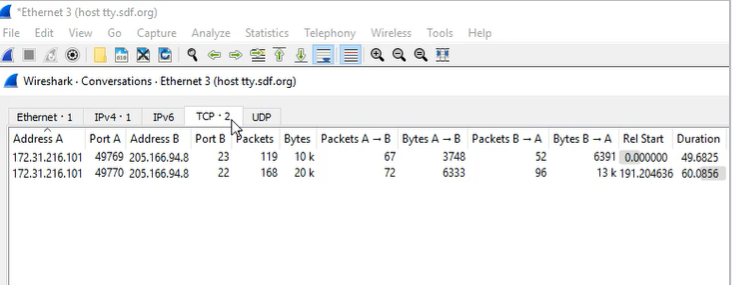 *Ethernet 3 (host tty.sdf.org)
File Edit View Go Capture Analyze Statistics Telephony Wireless Tools Help
Wireshark · Conversations · Ethernet 3 (host tty.sdf.org)
Ethernet · 1 IPv4 · 1 IPv6 TCP · 2 UDP
Address A Port A Address B Port B Packets Bytes Packets A → B Bytes A → B Packets B → A Bytes B → A Rel Start Duration
172.31.216.101 49769 205.166.94.8 23 119 10 k 67 3748 52 6391 0.000000 49.6825
172.31.216.101 49770 205.166.94.8 22 168 20 k 72 6333 96 13 k 191.204636 60.0856